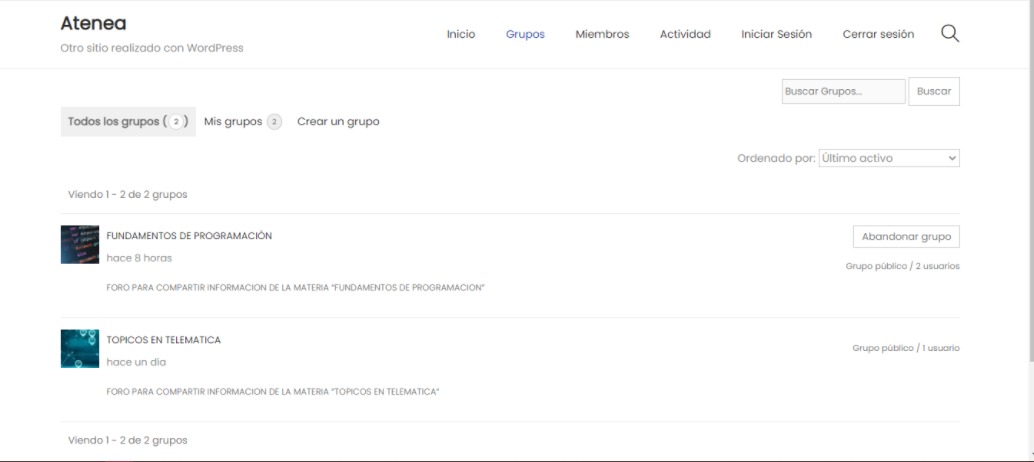 Atenea
Otro sitio realizado con WordPress
Inicio Grupos Miembros Actividad Iniciar Sesión Cerrar sesión
Buscar Grupos... Buscar
Todos los grupos (2) Mis grupos 2 Crear un grupo
Ordenado por: Último activo
Viendo 1 - 2 de 2 grupos
FUNDAMENTOS DE PROGRAMACIÓN Abandonar grupo
hace 8 horas Grupo público / 2 usuarios
FORO PARA COMPARTIR INFORMACION DE LA MATERIA "FUNDAMENTOS DE PROGRAMACION"
TOPICOS EN TELEMATICA Grupo público / 1 usuario
hace un día
FORO PARA COMPARTIR INFORMACION DE LA MATERIA "TOPICOS EN TELEMATICA"
Viendo 1 - 2 de 2 grupos